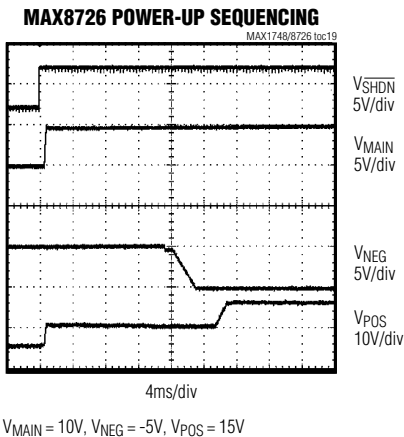 MAX8726 POWER-UP SEQUENCING
MAX1748/8726 toc19
VSHDN
5V/div
VMAIN
5V/div
VNEG
5V/div
VPOS
10V/div
4ms/div
VMAIN = 10V, VNEG = -5V, VPOS = 15V